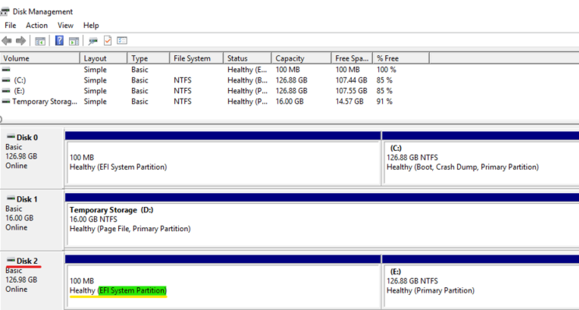 Disk Management
File Action View Help
Volume Layout Type File System Status Capacity Free Spa... % Free
Simple Basic Healthy (E... 100 MB 100 MB 100 %
(C:) Simple Basic NTFS Healthy (B... 126.88 GB 107.44 GB 85 %
(E:) Simple Basic NTFS Healthy (P... 126.88 GB 107.55 GB 85 %
Temporary Storag... Simple Basic NTFS Healthy (P... 16.00 GB 14.57 GB 91 %
Disk 0
Basic
126.98 GB
Online
100 MB
Healthy (EFI System Partition)
(C:)
126.88 GB NTFS
Healthy (Boot, Crash Dump, Primary Partition)
Disk 1
Basic
16.00 GB
Online
Temporary Storage (D:)
16.00 GB NTFS
Healthy (Page File, Primary Partition)
Disk 2
Basic
126.98 GB
Online
100 MB
Healthy (EFI System Partition)
(E:)
126.88 GB NTFS
Healthy (Primary Partition)